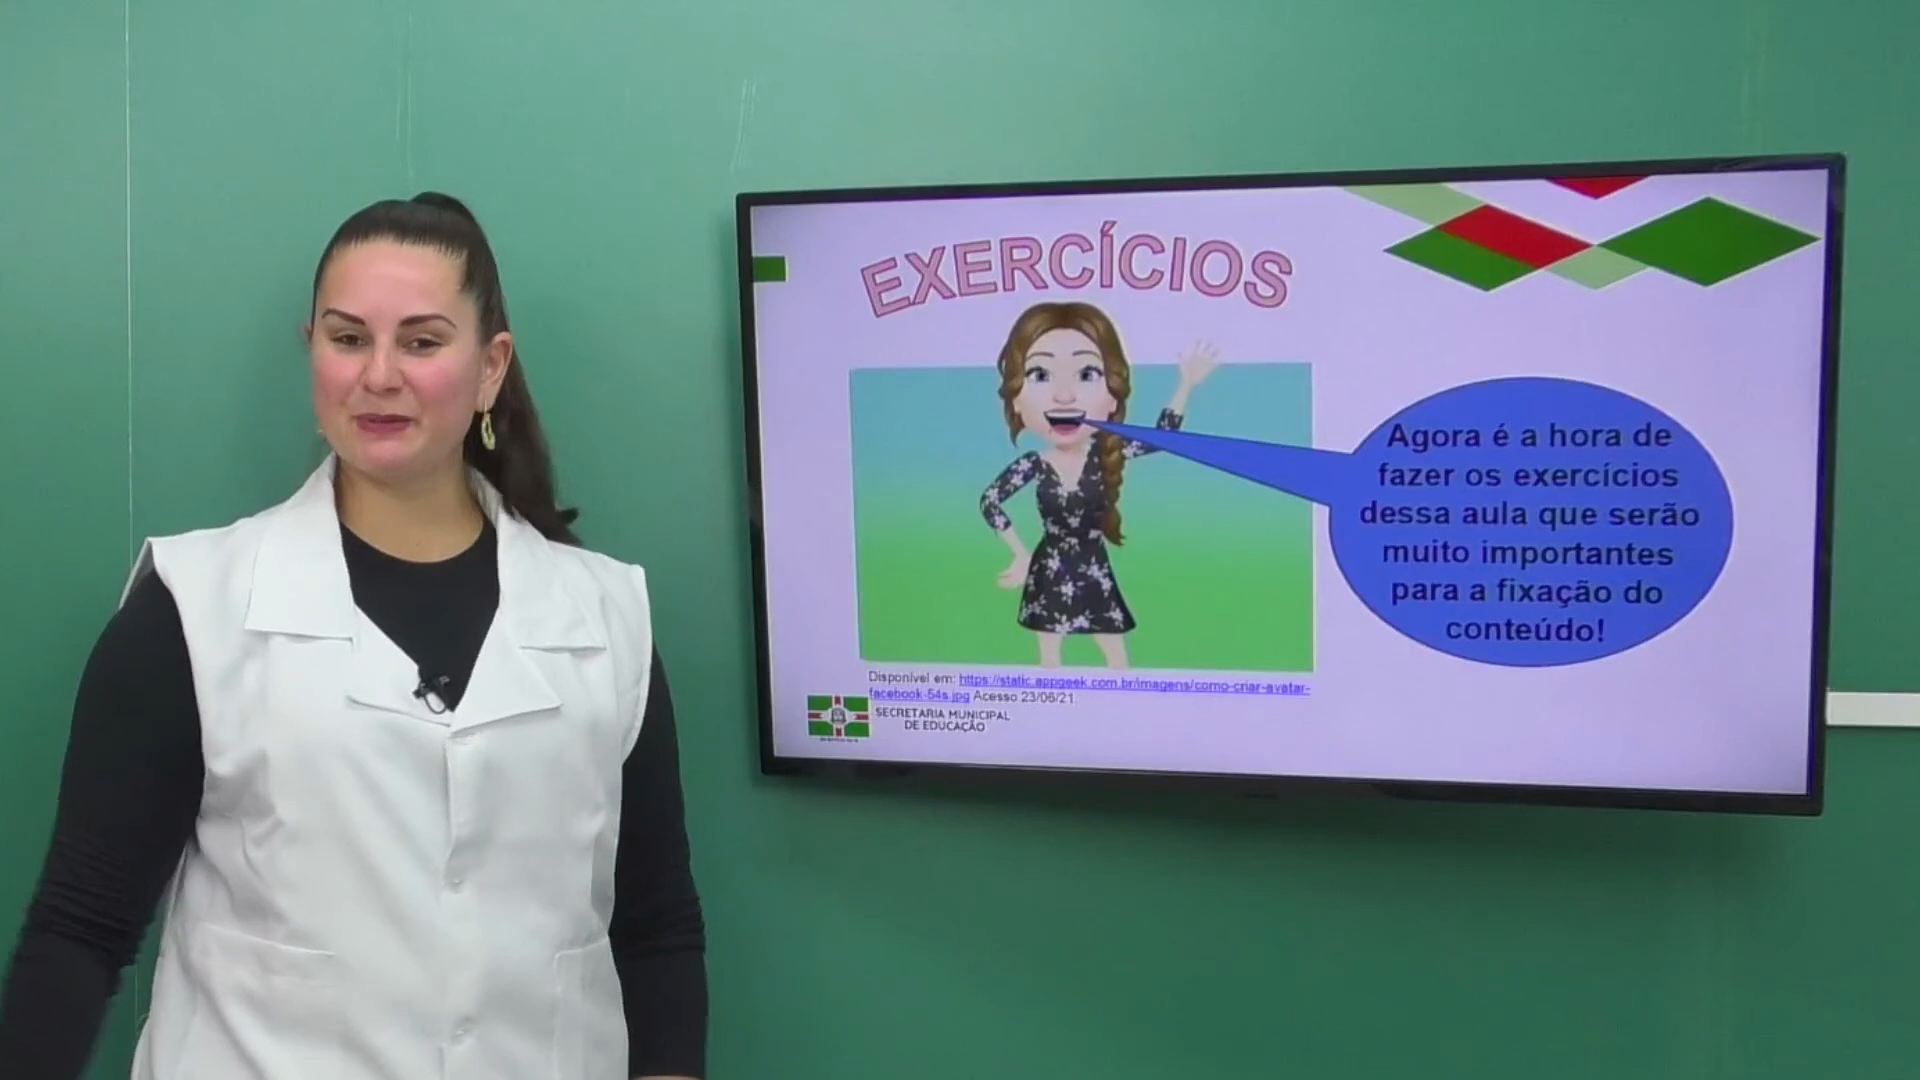 EXERCÍCIOS
Agora é a hora de
fazer os exercícios
dessa aula que serão
muito importantes
para a fixação do
conteúdo!
Disponível em: https://static.appgeek.com.br/imagens/como-criar-avatar-
facebook-54s.jpg Acesso 23/06/21
SECRETARIA MUNICIPAL
DE EDUCAÇÃO